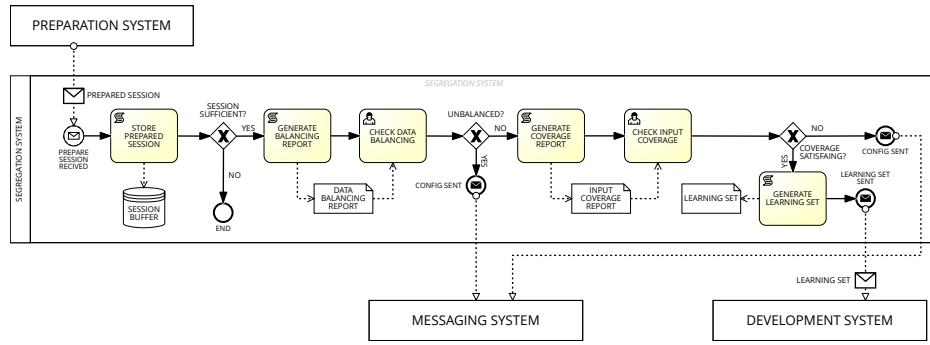 PREPARATION SYSTEM
SEGREGATION SYSTEM
SEGREGATION SYSTEM
PREPARED SESSION
PREPARE
SESSION
RECIVED
STORE
PREPARED
SESSION
SESSION
BUFFER
SESSION
SUFFICIENT?
YES
NO
END
GENERATE
BALANCING
REPORT
DATA
BALANCING
REPORT
CHECK DATA
BALANCING
UNBALANCED?
NO
YES
CONFIG SENT
GENERATE
COVERAGE
REPORT
INPUT
COVERAGE
REPORT
CHECK INPUT
COVERAGE
NO
COVERAGE
SATISFAING?
YES
CONFIG SENT
LEARNING SET
GENERATE
LEARNING SET
LEARNING SET
SENT
LEARNING SET
MESSAGING SYSTEM
DEVELOPMENT SYSTEM